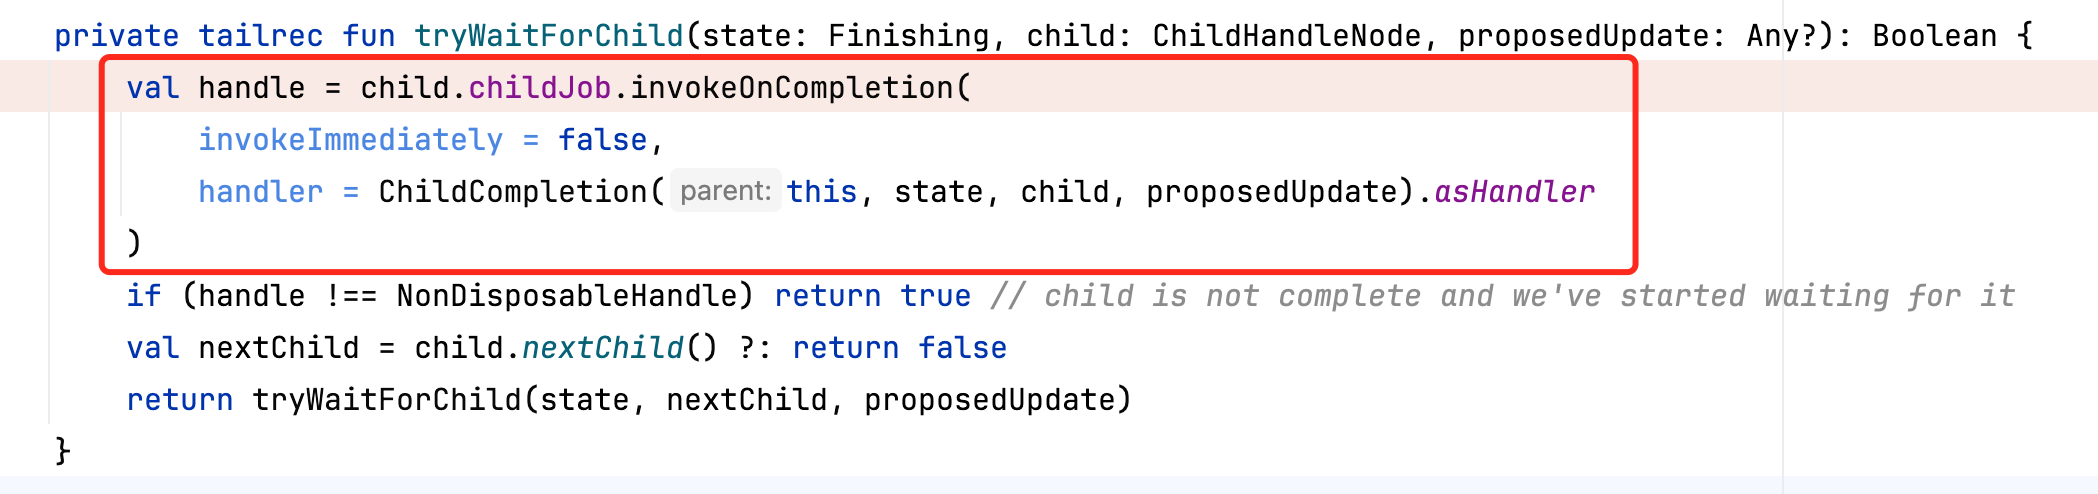 private tailrec fun tryWaitForChild(state: Finishing, child: ChildHandleNode, proposedUpdate: Any?): Boolean {
val handle = child.childJob.invokeOnCompletion(
invokeImmediately = false,
handler = ChildCompletion( parent: this, state, child, proposedUpdate).asHandler
)
if (handle !== NonDisposableHandle) return true // child is not complete and we've started waiting for it
val nextChild = child.nextChild() ?: return false
return tryWaitForChild(state, nextChild, proposedUpdate)
}